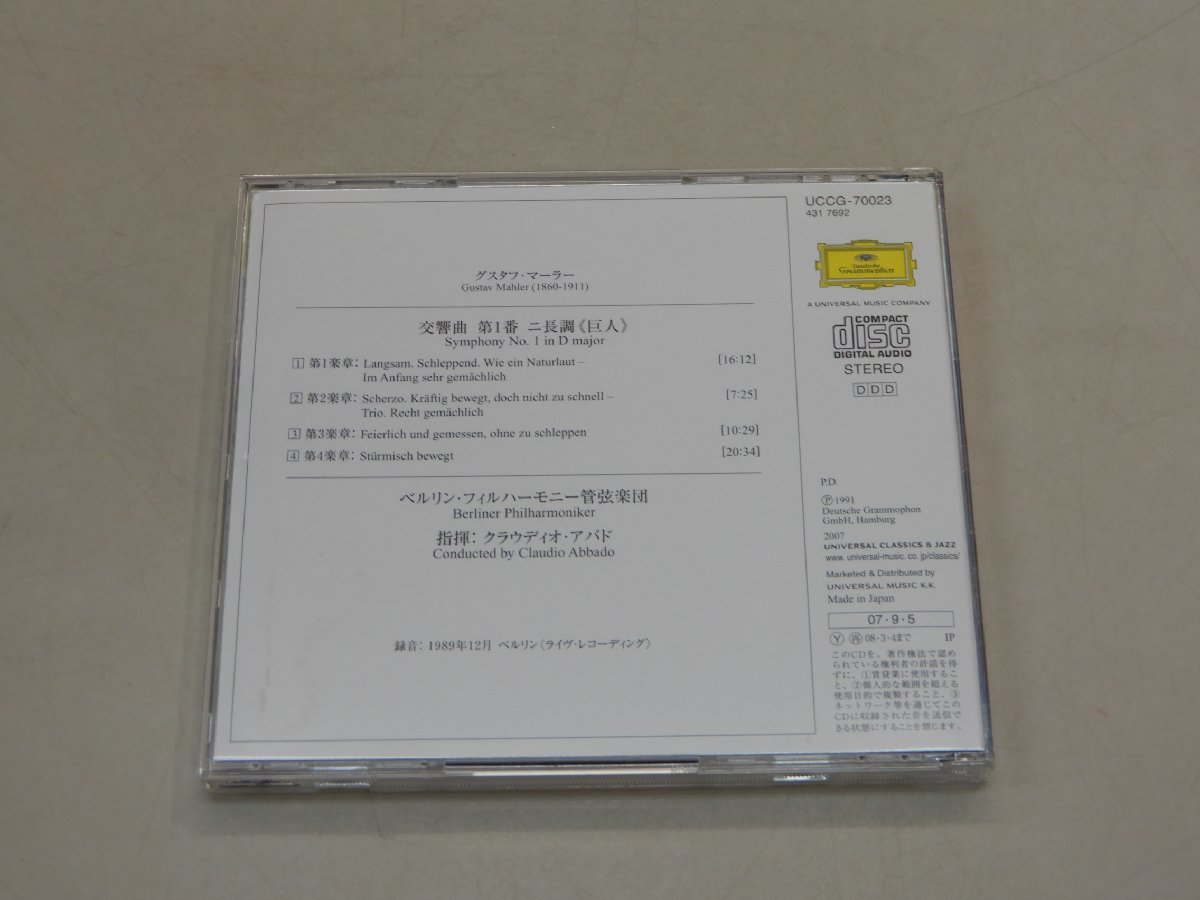 グスタフ・マーラー
Gustav Mahler (1860-1911)
交響曲 第1番 ニ長調《巨人》
Symphony No. 1 in D major
1 第1楽章: Langsam. Schleppend. Wie ein Naturlaut – [16:12]
Im Anfang sehr gemächlich
2 第2楽章: Scherzo. Kräftig bewegt, doch nicht zu schnell – [7:25]
Trio. Recht gemächlich
3 第3楽章: Feierlich und gemessen, ohne zu schleppen [10:29]
4 第4楽章: Stürmisch bewegt [20:34]
ベルリン・フィルハーモニー管弦楽団
Berliner Philharmoniker
指揮: クラウディオ・アバド
Conducted by Claudio Abbado
録音: 1989年12月 ベルリン〈ライヴ・レコーディング〉
UCCG-70023
431 7692
Deutsche
Grammophon
A UNIVERSAL MUSIC COMPANY
COMPACT
disc
DIGITAL AUDIO
STEREO
DDD
P.D.
Ⓟ 1991
Deutsche Grammophon
GmbH, Hamburg
2007
UNIVERSAL CLASSICS & JAZZ
www. universal-music. co. jp/classics/
Marketed & Distributed by
UNIVERSAL MUSIC K.K.
Made in Japan
07・9・5
Ⓨ 再 08・3・4まで IP
このCDを、著作権法で認め
られている権利者の許諾を得
ずに、①賃貸業に使用するこ
と、②個人的な範囲を超える
使用目的で複製すること、③
ネットワーク等を通じてこの
CDに収録された音を送信で
きる状態にすることを禁じます。